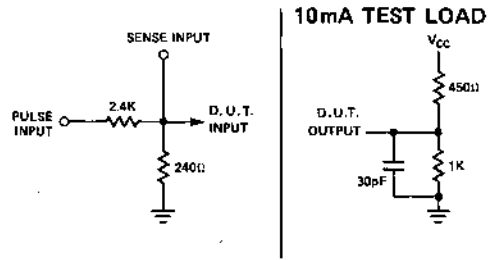 SENSE INPUT
2.4K
PULSE
INPUT
D.U.T.
INPUT
240Ω
10mA TEST LOAD
VCC
450Ω
D.U.T.
OUTPUT
30pF
1K